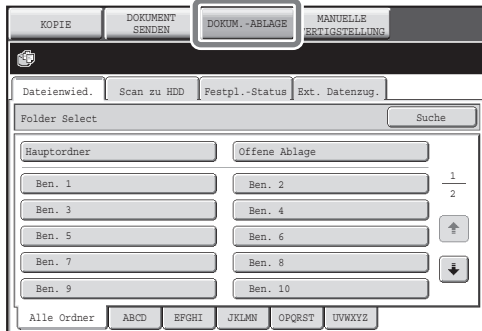 KOPIE
DOKUMENT
SENDEN
DOKUM.-ABLAGE
MANUELLE
ERTIGSTELLUNG
Dateienwied.
Scan zu HDD
Festpl.-Status
Ext. Datenzug.
Folder Select
Suche
Hauptordner
Offene Ablage
Ben. 1
Ben. 2
1
2
Ben. 3
Ben. 4
Ben. 5
Ben. 6
Ben. 7
Ben. 8
Ben. 9
Ben. 10
Alle Ordner
ABCD
EFGHI
JKLMN
OPQRST
UVWXYZ